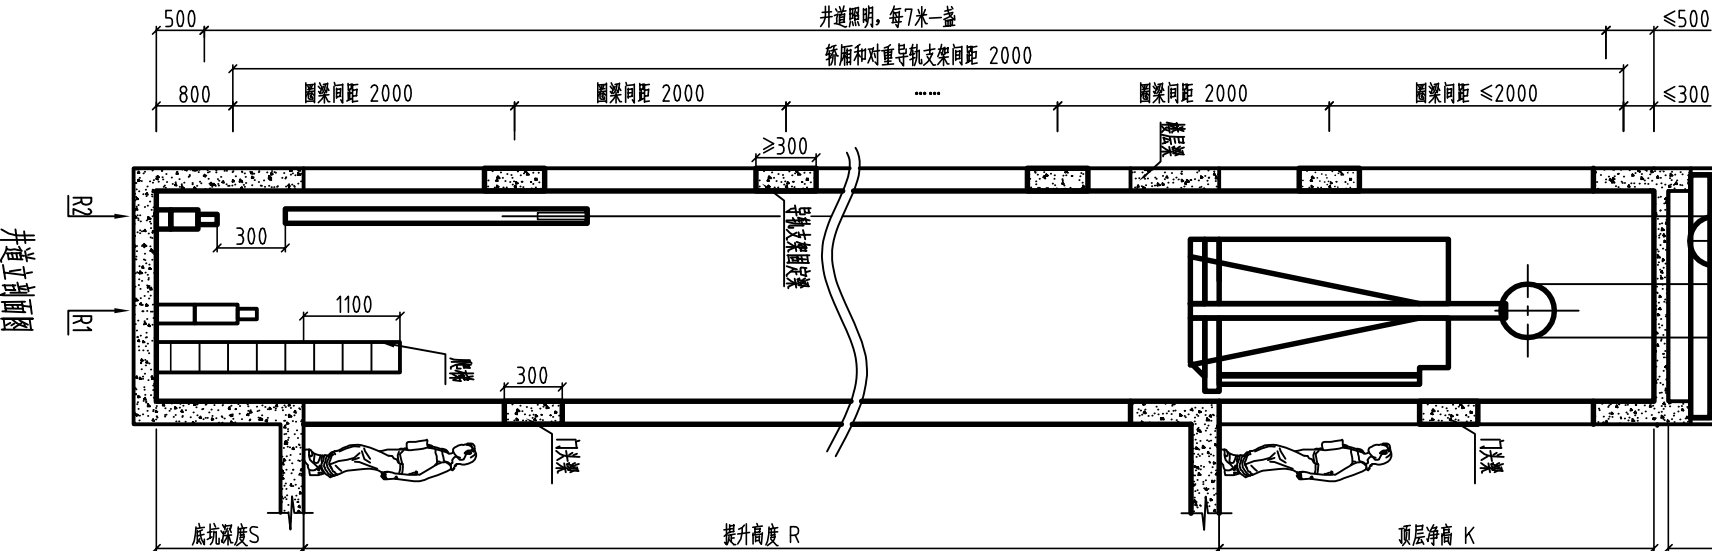 500
井道照明，每7米一盏
≤500
轿厢和对重导轨支架间距 2000
800
圈梁间距 2000
圈梁间距 2000
……
圈梁间距 2000
圈梁间距 ≤2000
≤300
≥300
楼层梁
R2
300
导轨支架固定梁
井道立剖面图
R1
1100
爬梯
300
门头梁
门头梁
底坑深度S
提升高度 R
顶层净高 K